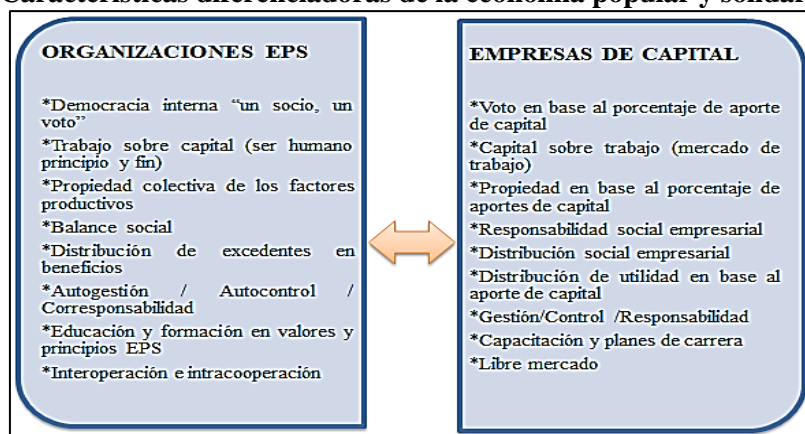 Características diferenciadoras de la economía popular y solidar
ORGANIZACIONES EPS
*Democracia interna “un socio, un
voto”
*Trabajo sobre capital (ser humano
principio y fin)
*Propiedad colectiva de los factores
productivos
*Balance social
*Distribución de excedentes en
beneficios
*Autogestión / Autocontrol /
Corresponsabilidad
*Educación y formación en valores y
principios EPS
*Interoperación e intracooperación
EMPRESAS DE CAPITAL
*Voto en base al porcentaje de aporte
de capital
*Capital sobre trabajo (mercado de
trabajo)
*Propiedad en base al porcentaje de
aportes de capital
*Responsabilidad social empresarial
*Distribución social empresarial
*Distribución de utilidad en base al
aporte de capital
*Gestión/Control /Responsabilidad
*Capacitación y planes de carrera
*Libre mercado